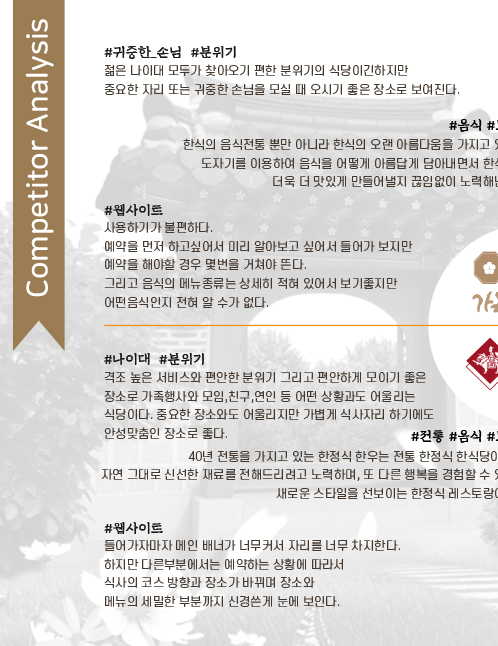 Competitor Analysis
#귀중한_손님 #분위기
젊은 나이대 모두가 찾아오기 편한 분위기의 식당이긴하지만
중요한 자리 또는 귀중한 손님을 모실 때 오시기 좋은 장소로 보여진다.
#음식
한식의 음식전통 뿐만 아니라 한식의 오랜 아름다움을 가지고
도자기를 이용하여 음식을 어떻게 아름답게 담아내면서
더욱 더 맛있게 만들어낼지 끊임없이
#웹사이트
사용하기가 불편하다.
예약을 먼저 하고싶어서 미리 알아보고 싶어서 들어가 보지만
예약을 해야할 경우 몇번을 거쳐야 뜬다.
그리고 음식의 메뉴종류는 상세히 적혀 있어서 보기좋지만
어떤음식인지 전혀 알 수가 없다.
#나이대 #분위기
격조 높은 서비스와 편안한 분위기 그리고 편안하게 모이기 좋은
장소로 가족행사와 모임,친구,연인 등 어떤 상황과도 어울리는
식당이다. 중요한 장소와도 어울리지만 가볍게 식사자리 하기에도
안성맞춤인 장소로 좋다.
#전통 #음식
40년 전통을 가지고 있는 한정식 한우는 전통 한정식
자연 그대로 신선한 재료를 전해드리려고 노력하며, 또 다른 행복을 경험할 수
새로운 스타일을 선보이는 한정식
#웹사이트
들어가자마자 메인 배너가 너무커서 자리를 너무 차지한다.
하지만 다른부분에서는 예약하는 상황에 따라서
식사의 코스 방향과 장소가 바뀌며 장소와
메뉴의 세밀한 부분까지 신경쓴게 눈에 보인다.